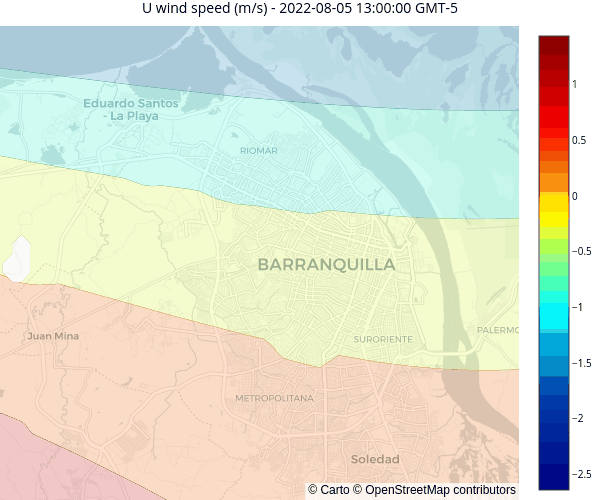 U wind speed (m/s) - 2022-08-05 13:00:00 GMT-5
Eduardo Santos
- La Playa
RIOMAR
BARRANQUILLA
SURORIENTE
PALERMO
Juan Mina
METROPOLITANA
Soledad
© Carto © OpenStreetMap contributors
1
0.5
0
−0.5
−1
−1.5
−2
−2.5